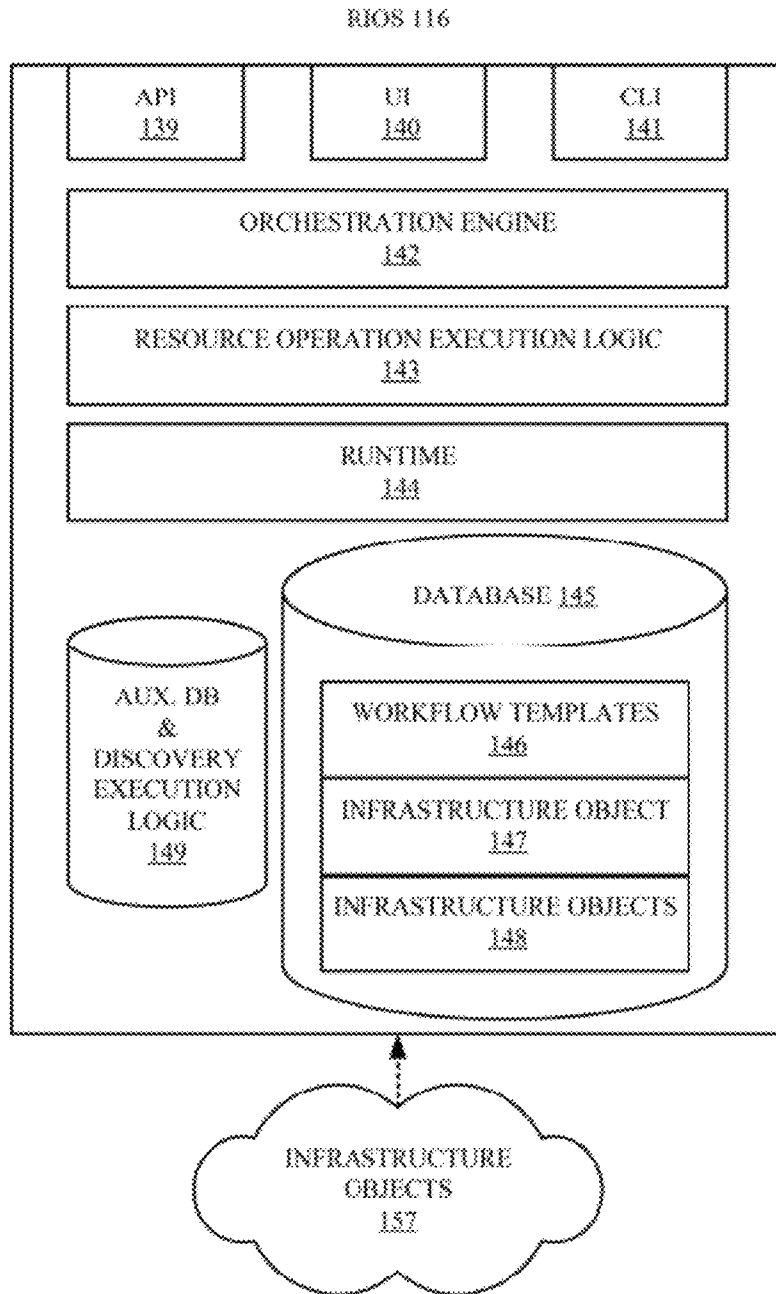 RIOS 116
API
139
UI
140
CLI
141
ORCHESTRATION ENGINE
142
RESOURCE OPERATION EXECUTION LOGIC
143
RUNTIME
144
DATABASE 145
AUX. DB
&
DISCOVERY
EXECUTION
LOGIC
149
WORKFLOW TEMPLATES
146
INFRASTRUCTURE OBJECT
147
INFRASTRUCTURE OBJECTS
148
INFRASTRUCTURE
OBJECTS
157